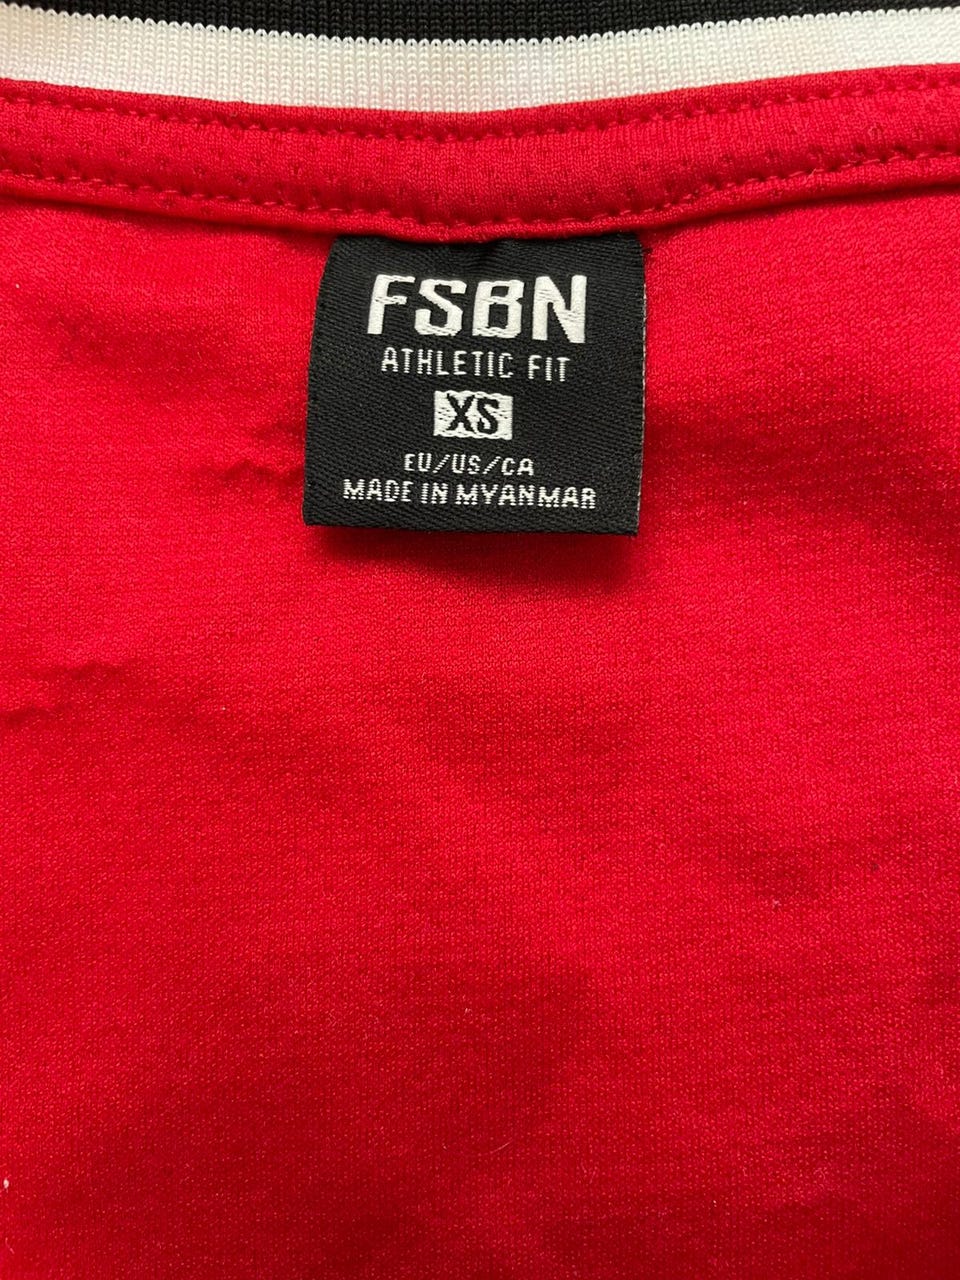 FSBN
ATHLETIC FIT
XS
EU/US/CA
MADE IN MYANMAR